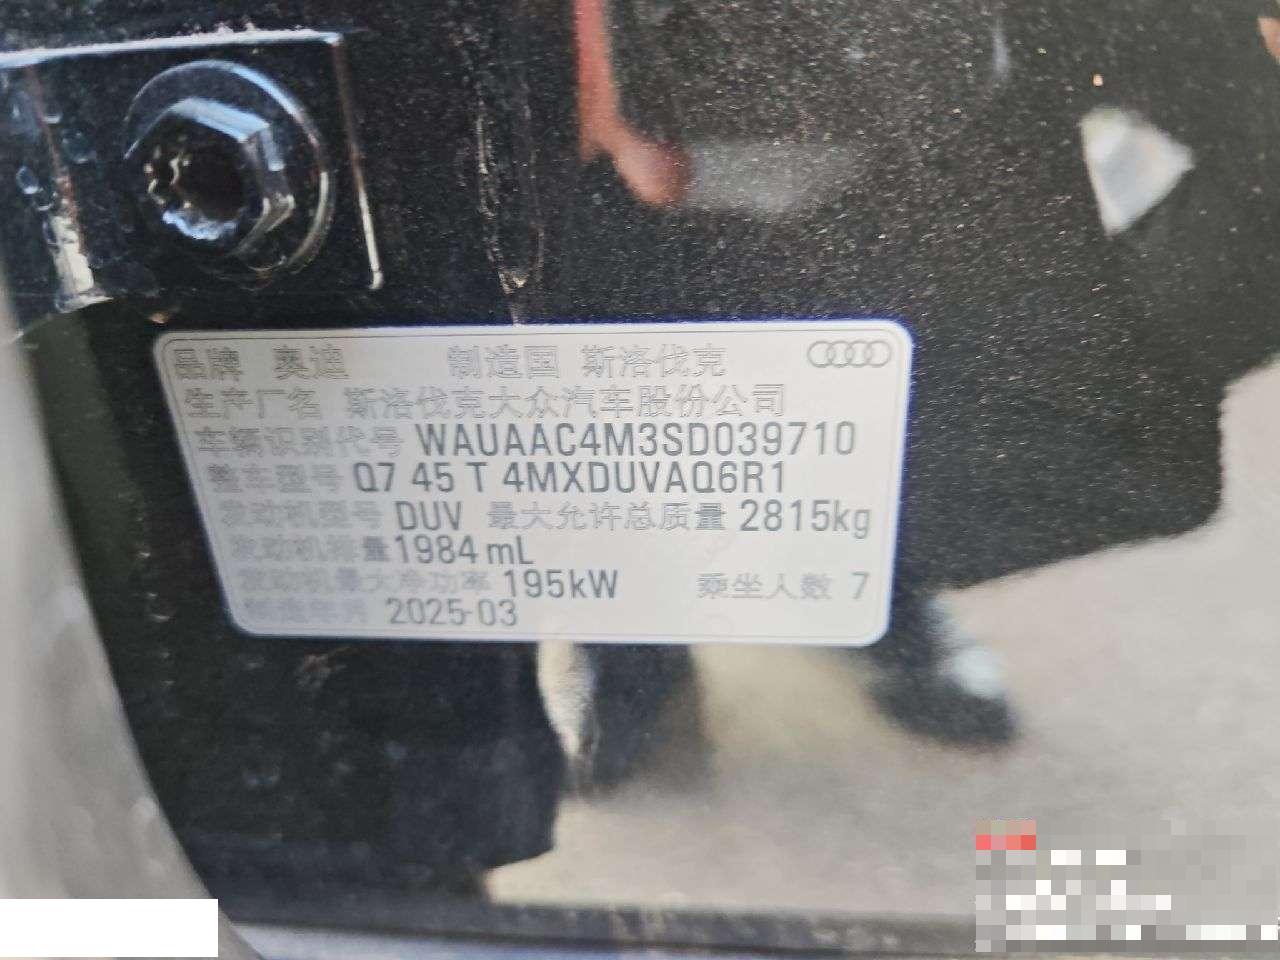 品牌 奥迪 制造国 斯洛伐克
生产厂名 斯洛伐克大众汽车股份公司
车辆识别代号 WAUAAC4M3SD039710
整车型号 Q7 45 T 4MXDUVAQ6R1
发动机型号 DUV 最大允许总质量 2815kg
发动机排量 1984 mL
发动机最大净功率 195kW 乘坐人数 7
制造年月 2025-03